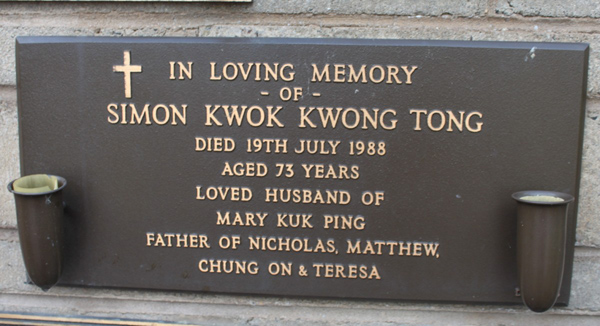 IN LOVING MEMORY
- OF -
SIMON KWOK KWONG TONG
DIED 19TH JULY 1988
AGED 73 YEARS
LOVED HUSBAND OF
MARY KUK PING
FATHER OF NICHOLAS, MATTHEW,
CHUNG ON & TERESA